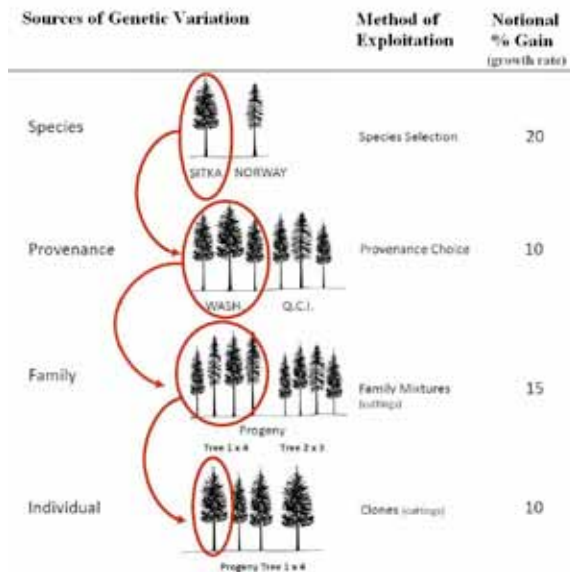 Sources of Genetic Variation
Method of
Exploitation
Notional
% Gain
(growth rate)
Species
SITKA NORWAY
Species Selection
20
Provenance
WASH Q.C.I.
Provenance Choice
10
Family
Progeny
Tree 1 x 4 Tree 2 x 3
Family Mixtures
(cuttings)
15
Individual
Progeny Tree 1 x 4
Clones (cuttings)
10